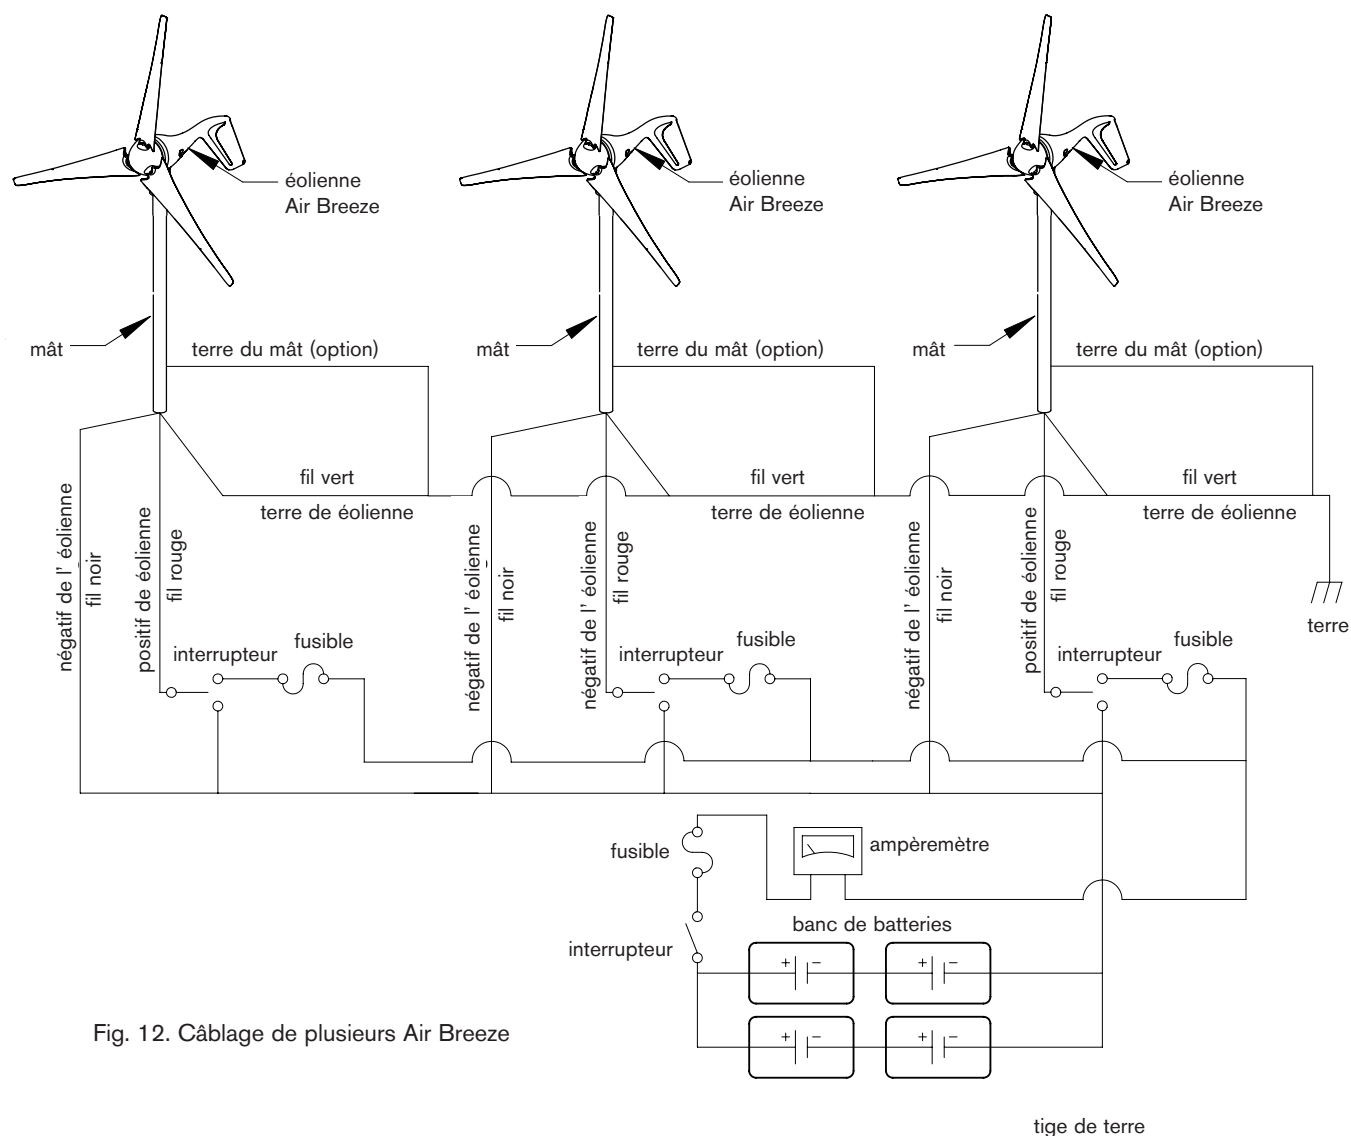 éolienne
Air Breeze
éolienne
Air Breeze
éolienne
Air Breeze
mât
terre du mât (option)
mât
terre du mât (option)
mât
terre du mât (option)
fil vert
terre de éolienne
fil vert
terre de éolienne
fil vert
terre de éolienne
négatif de l' éolienne
fil noir
positif de éolienne
fil rouge
négatif de l' éolienne
fil noir
négatif de l' éolienne
fil rouge
négatif de l' éolienne
fil noir
positif de éolienne
fil rouge
terre
interrupteur
fusible
interrupteur
fusible
interrupteur
fusible
fusible
ampèremètre
banc de batteries
interrupteur
+ −
+ −
+ −
+ −
Fig. 12. Câblage de plusieurs Air Breeze
tige de terre